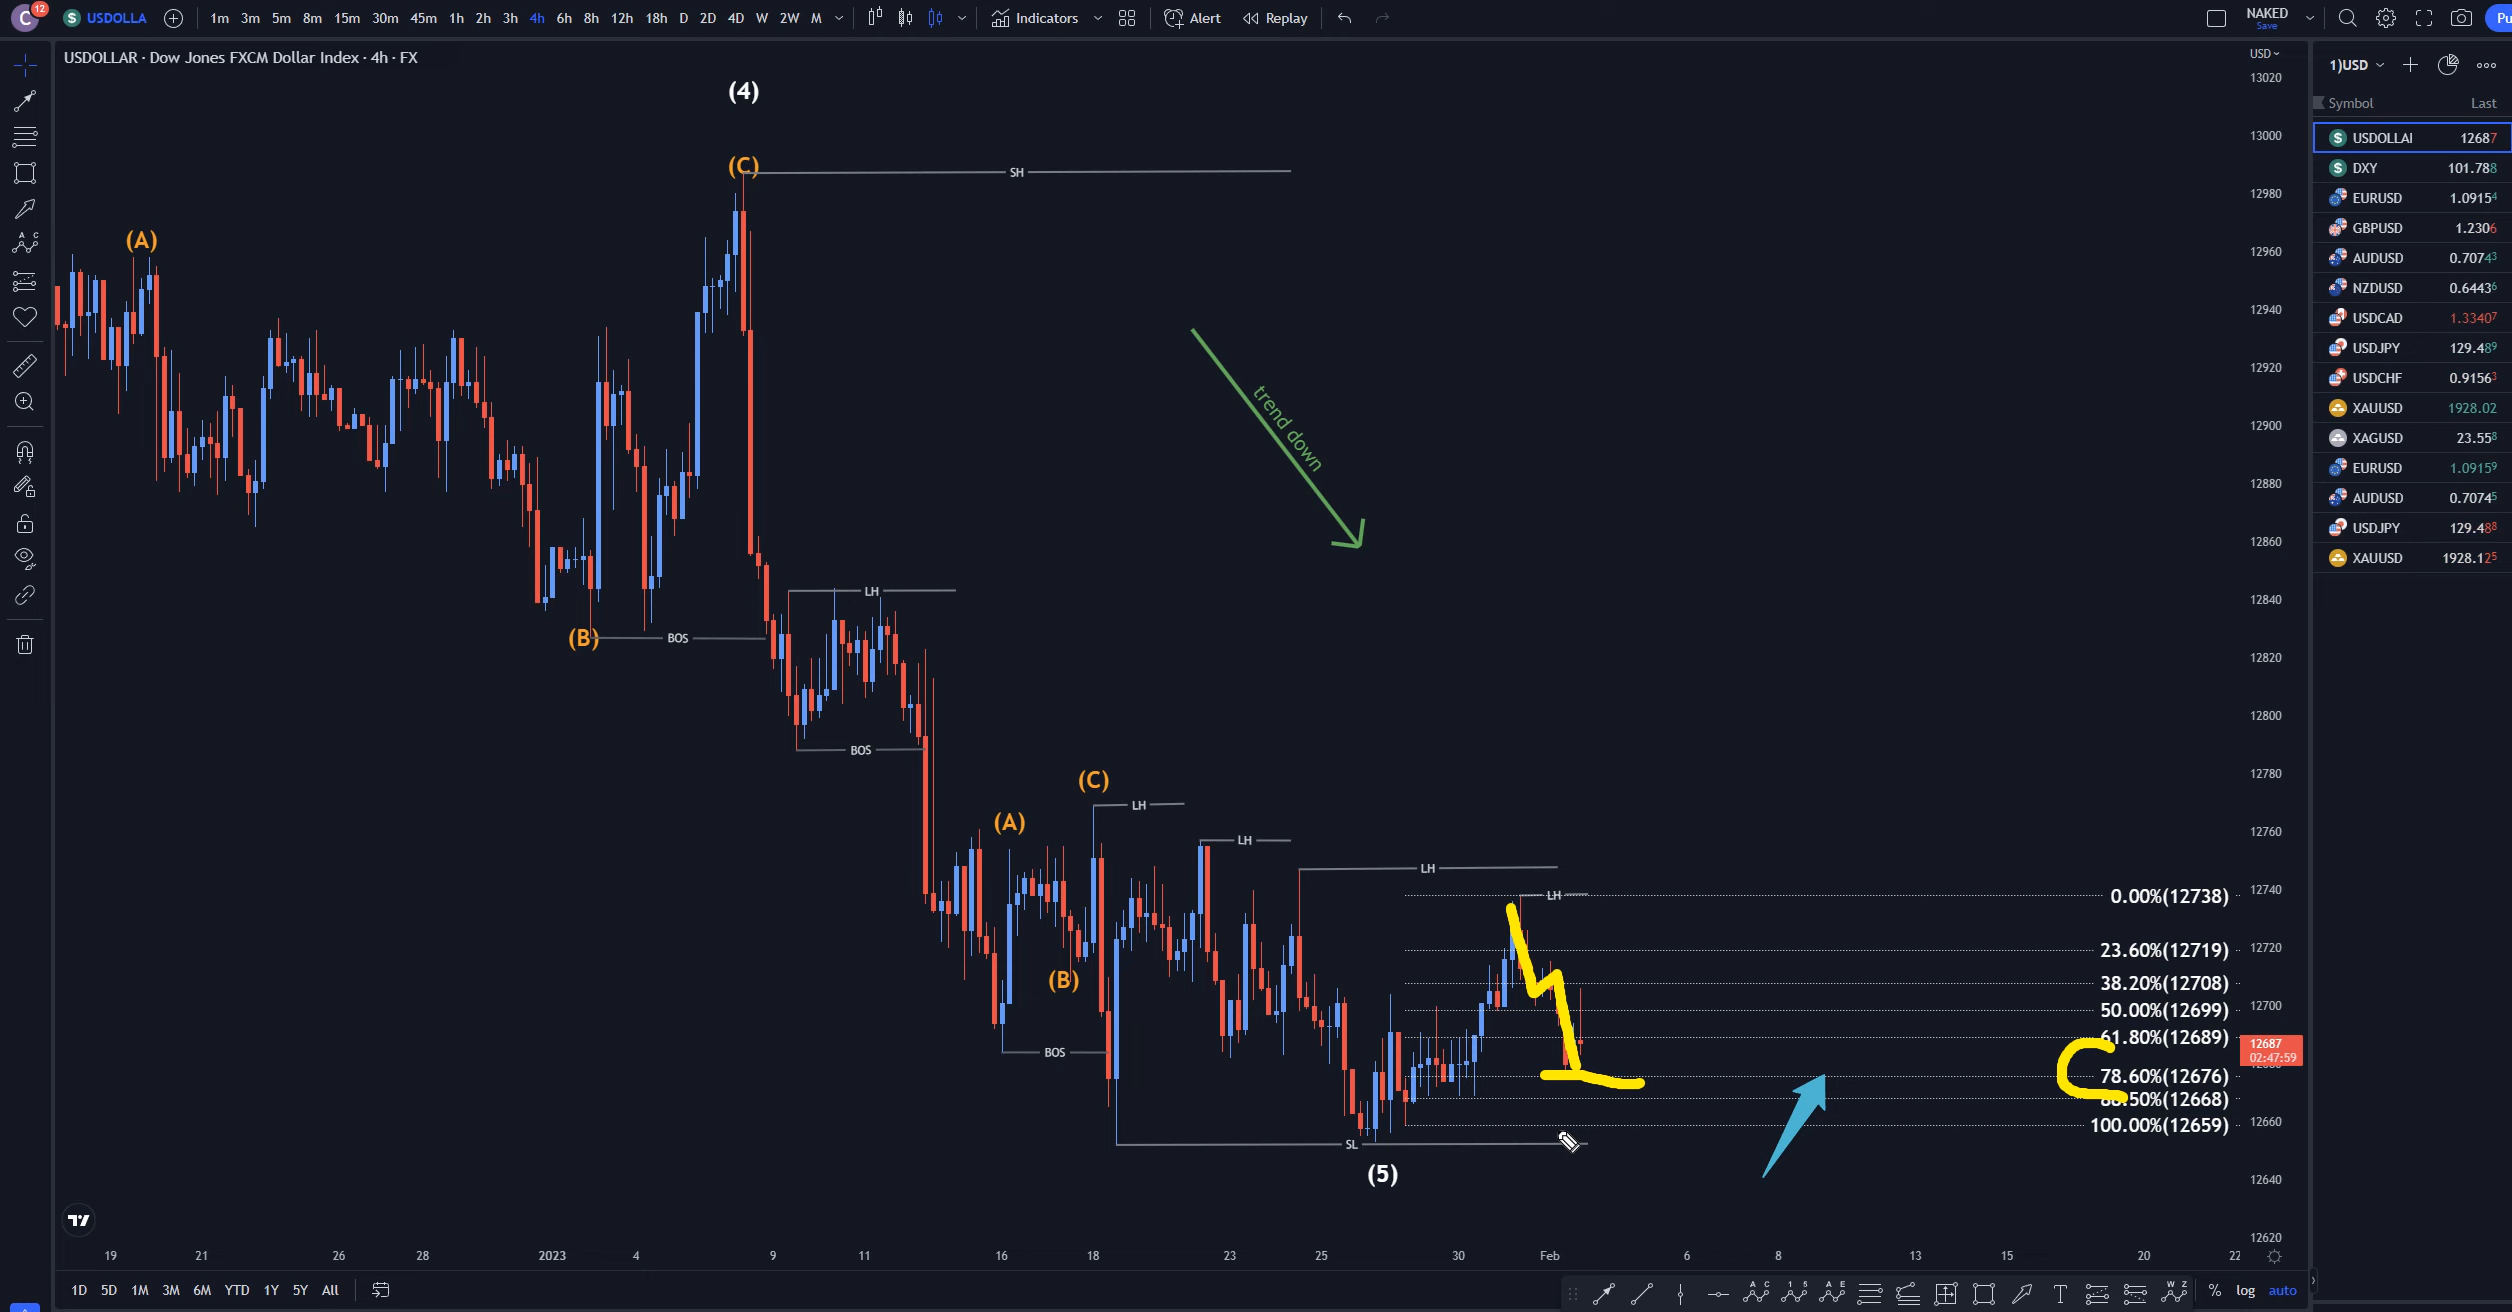 C 12 USDOLLA 1m 3m 5m 8m 15m 30m 45m 1h 2h 3h 4h 6h 8h 12h 18h D 2D 4D W 2W M Indicators Alert Replay NAKED Save Pu
USDOLLAR · Dow Jones FXCM Dollar Index · 4h · FX
USD
1)USD
Symbol Last
USDOLLAI 12687
DXY 101.788
EURUSD 1.09154
GBPUSD 1.2306
AUDUSD 0.70743
NZDUSD 0.64436
USDCAD 1.33407
USDJPY 129.489
USDCHF 0.91563
XAUUSD 1928.02
XAGUSD 23.558
EURUSD 1.09159
AUDUSD 0.70745
USDJPY 129.488
XAUUSD 1928.125
13020
13000
12980
12960
12940
12920
12900
12880
12860
12840
12820
12800
12780
12760
12740
12720
12700
12687
02:47:59
12660
12640
12620
(4)
(C)
SH
(A)
trend down
LH
(B)
BOS
BOS
(C)
LH
(A)
LH
LH
LH
(B)
BOS
SL
(5)
0.00%(12738)
23.60%(12719)
38.20%(12708)
50.00%(12699)
61.80%(12689)
78.60%(12676)
.50%(12668)
100.00%(12659)
19 21 26 28 2023 4 9 11 16 18 23 25 30 Feb 6 8 13 15 20 22
1D 5D 1M 3M 6M YTD 1Y 5Y All
A C 1 5 A E T W Z % log auto